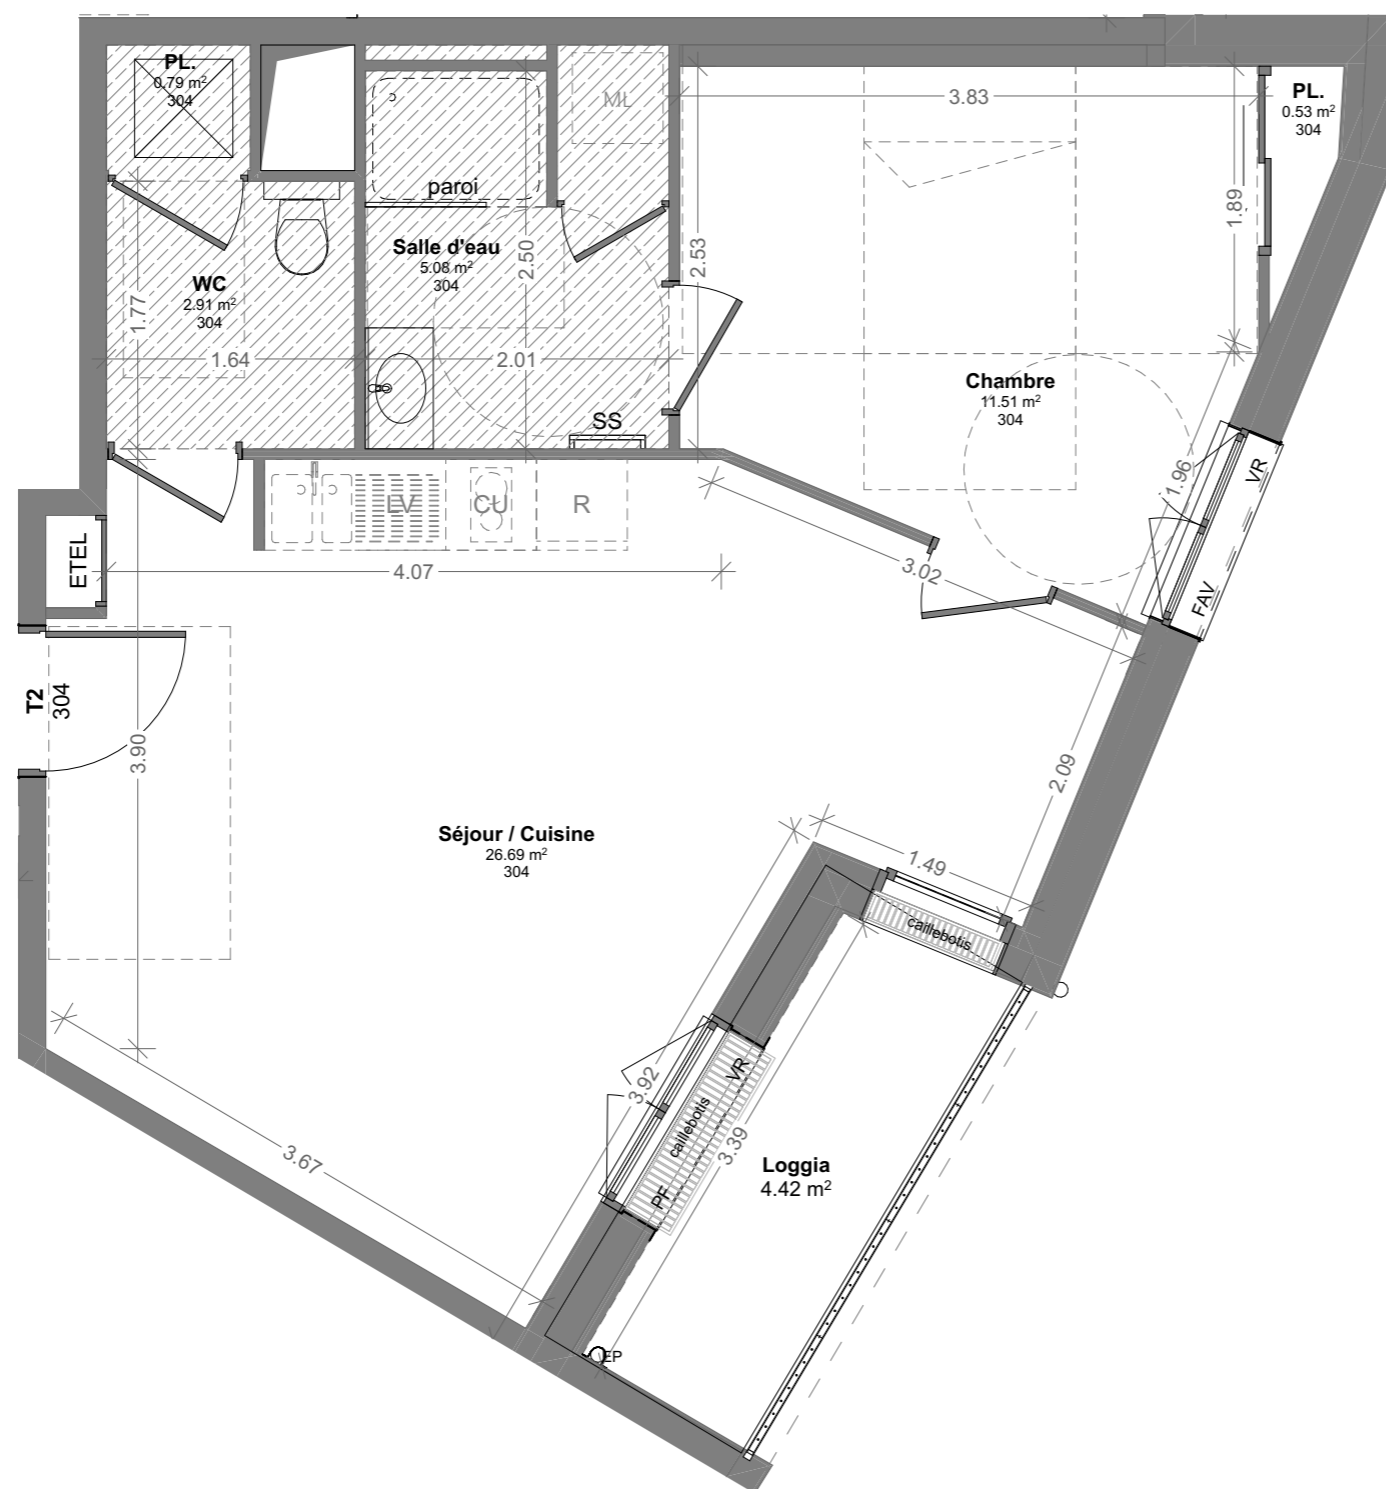 PL.
0.79 m²
304
ML
3.83
PL.
0.53 m²
304
paroi
1.89
Salle d'eau
5.08 m²
304
2.50
2.53
WC
2.91 m²
304
1.77
1.64
2.01
Chambre
11.51 m²
304
SS
1.96
VR
FAV
LV
CU
R
ETEL
4.07
3.02
T2
304
3.90
2.09
Séjour / Cuisine
26.69 m²
304
1.49
caillebotis
3.92
VR
caillebotis
PF
3.39
3.67
Loggia
4.42 m²
EP